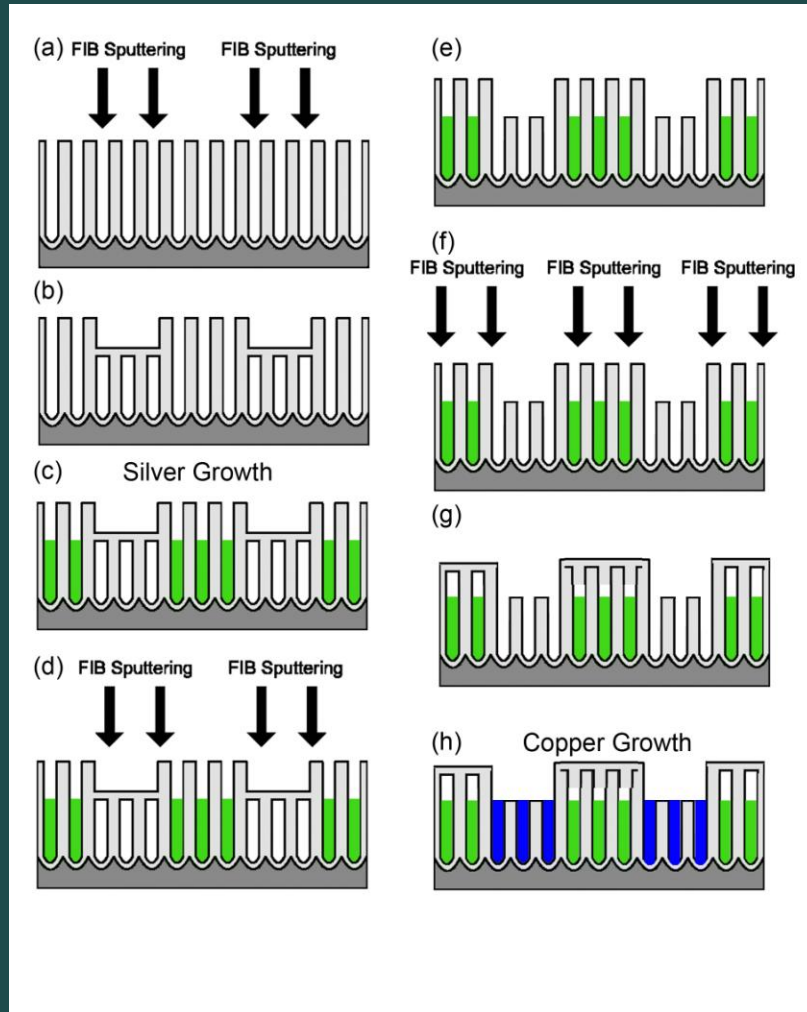 (a) FIB Sputtering FIB Sputtering
(b)
(c) Silver Growth
(d) FIB Sputtering FIB Sputtering
(e)
(f)
FIB Sputtering FIB Sputtering FIB Sputtering
(g)
(h) Copper Growth